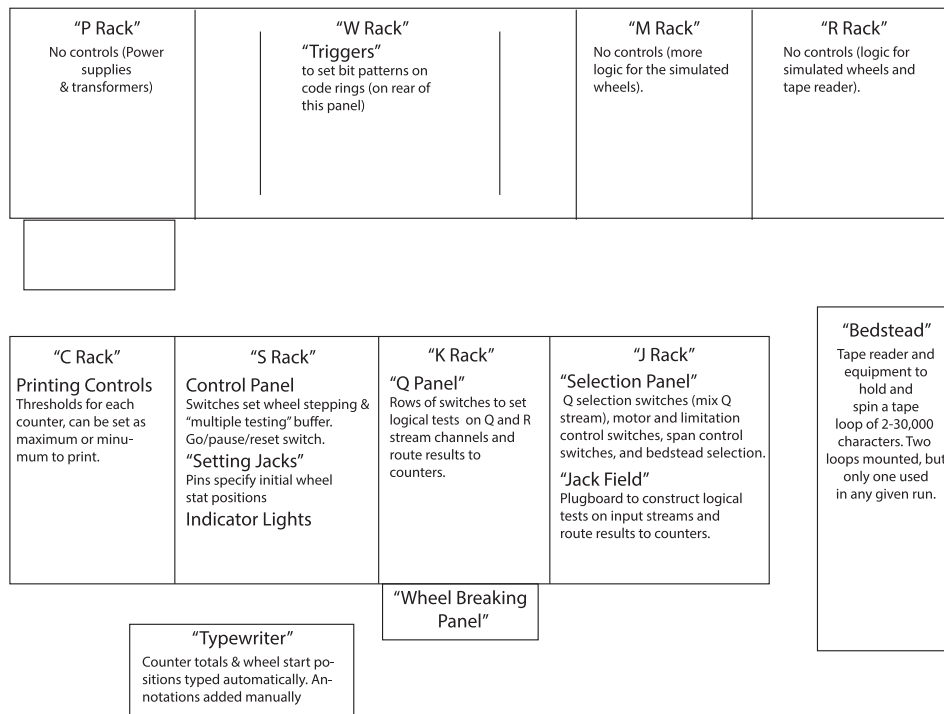 “P Rack”
No controls (Power
supplies
& transformers)
“W Rack”
“Triggers”
to set bit patterns on
code rings (on rear of
this panel)
“M Rack”
No controls (more
logic for the simulated
wheels).
“R Rack”
No controls (logic for
simulated wheels and
tape reader).
“C Rack”
Printing Controls
Thresholds for each
counter, can be set as
maximum or minu-
mum to print.
“S Rack”
Control Panel
Switches set wheel stepping &
“multiple testing” buffer.
Go/pause/reset switch.
“Setting Jacks”
Pins specify initial wheel
stat positions
Indicator Lights
“K Rack”
“Q Panel”
Rows of switches to set
logical tests on Q and R
stream channels and
route results to
counters.
“J Rack”
“Selection Panel”
Q selection switches (mix Q
stream), motor and limitation
control switches, span control
switches, and bedstead selection.
“Jack Field”
Plugboard to construct logical
tests on input streams and
route results to counters.
“Bedstead”
Tape reader and
equipment to
hold and
spin a tape
loop of 2-30,000
characters. Two
loops mounted, but
only one used
in any given run.
“Wheel Breaking
Panel”
“Typewriter”
Counter totals & wheel start po-
sitions typed automatically. An-
notations added manually